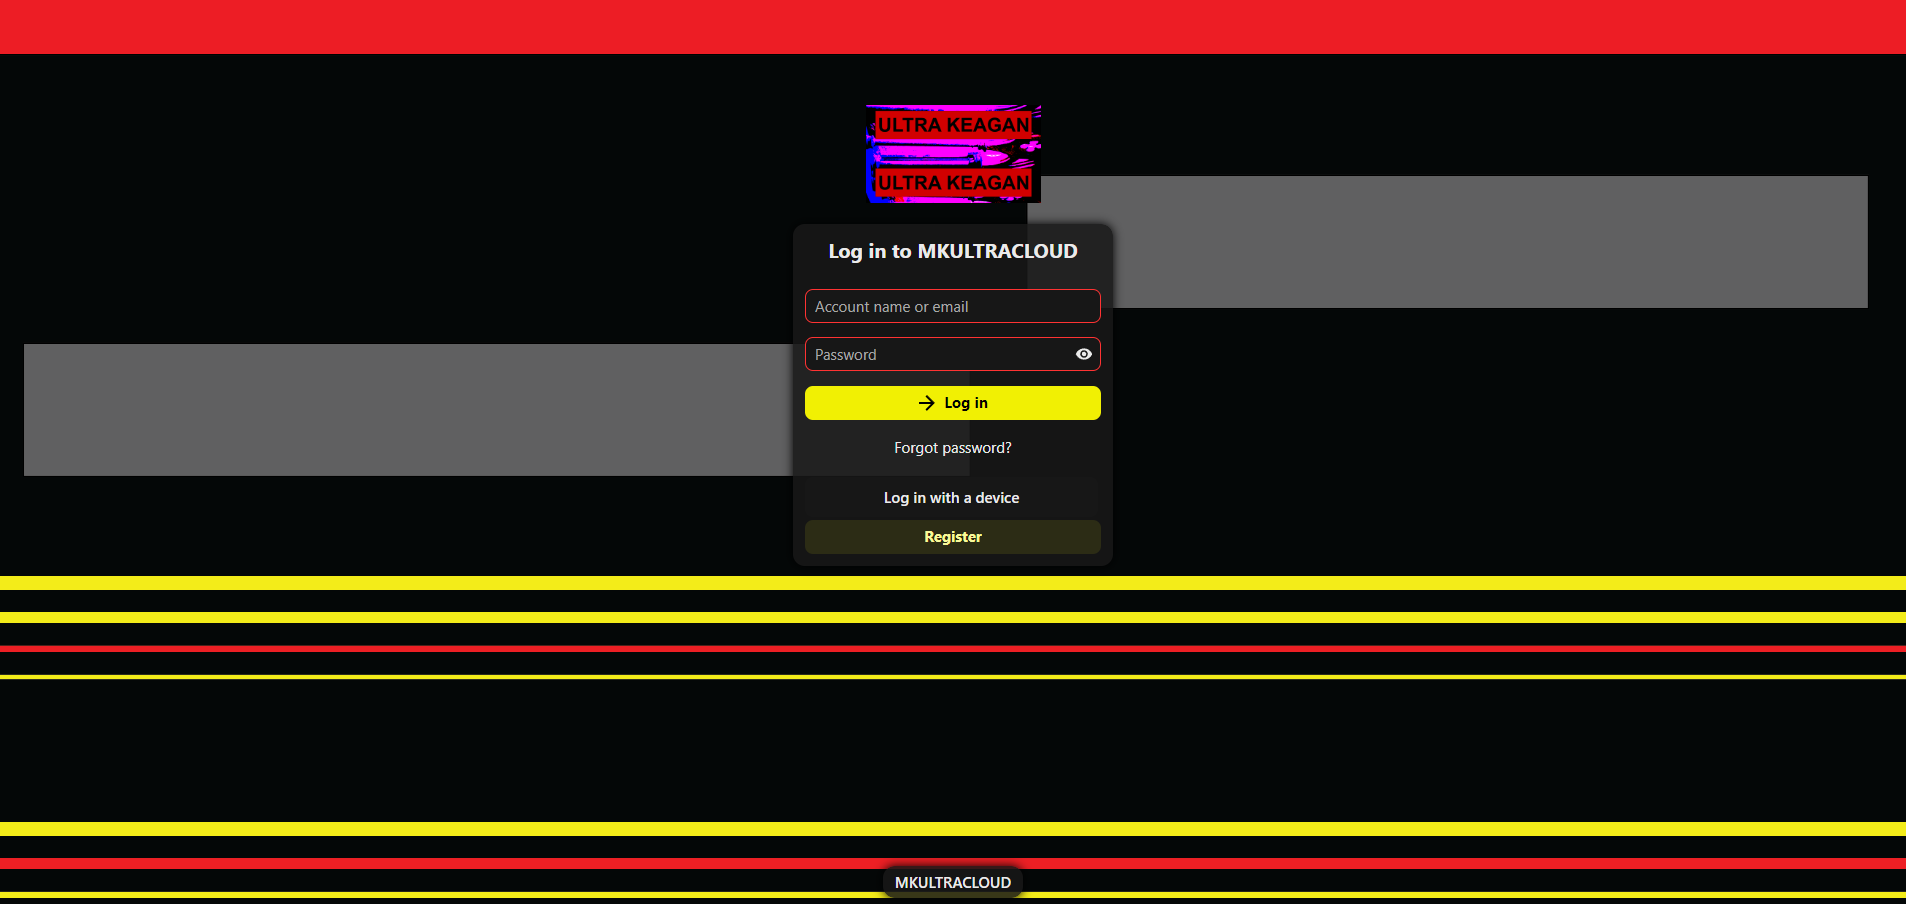 ULTRA KEAGAN
ULTRA KEAGAN
Log in to MKULTRACLOUD
Account name or email
Password
Log in
Forgot password?
Log in with a device
Register
MKULTRACLOUD